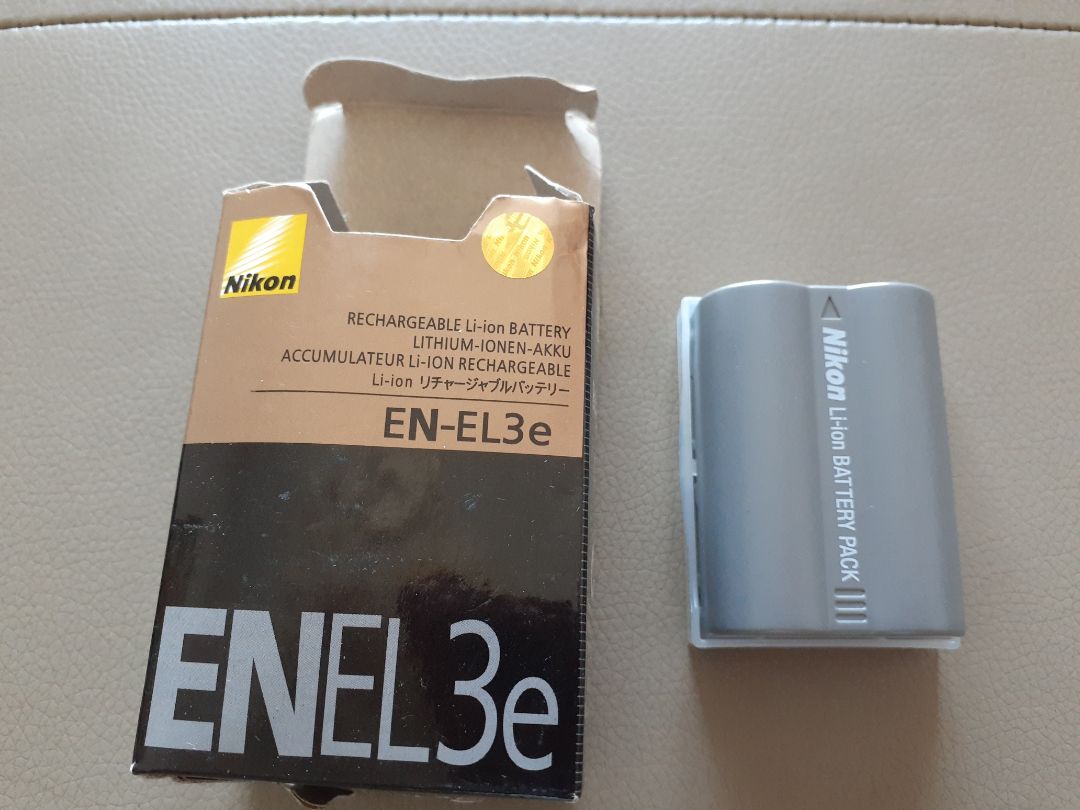 Nikon
RECHARGEABLE Li-ion BATTERY
LITHIUM-IONEN-AKKU
ACCUMULATEUR Li-ION RECHARGEABLE
Li-ion リチャージャブルバッテリー
EN-EL3e
ENEL3e
Nikon Li-ion BATTERY PACK